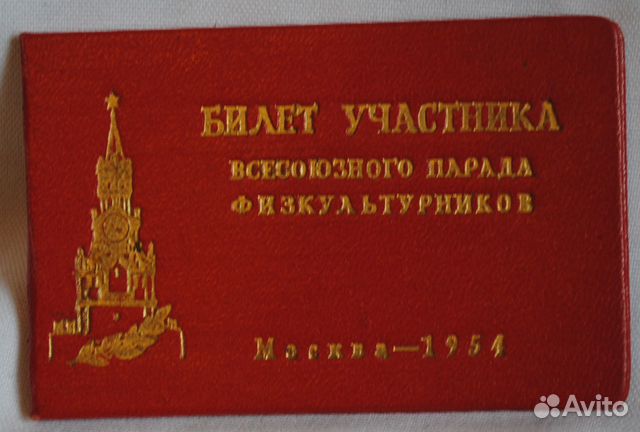 БИЛЕТ УЧАСТНИКА
ВСЕСОЮЗНОГО ПАРАДА
ФИЗКУЛЬТУРНИКОВ
Москва—1954
Avito